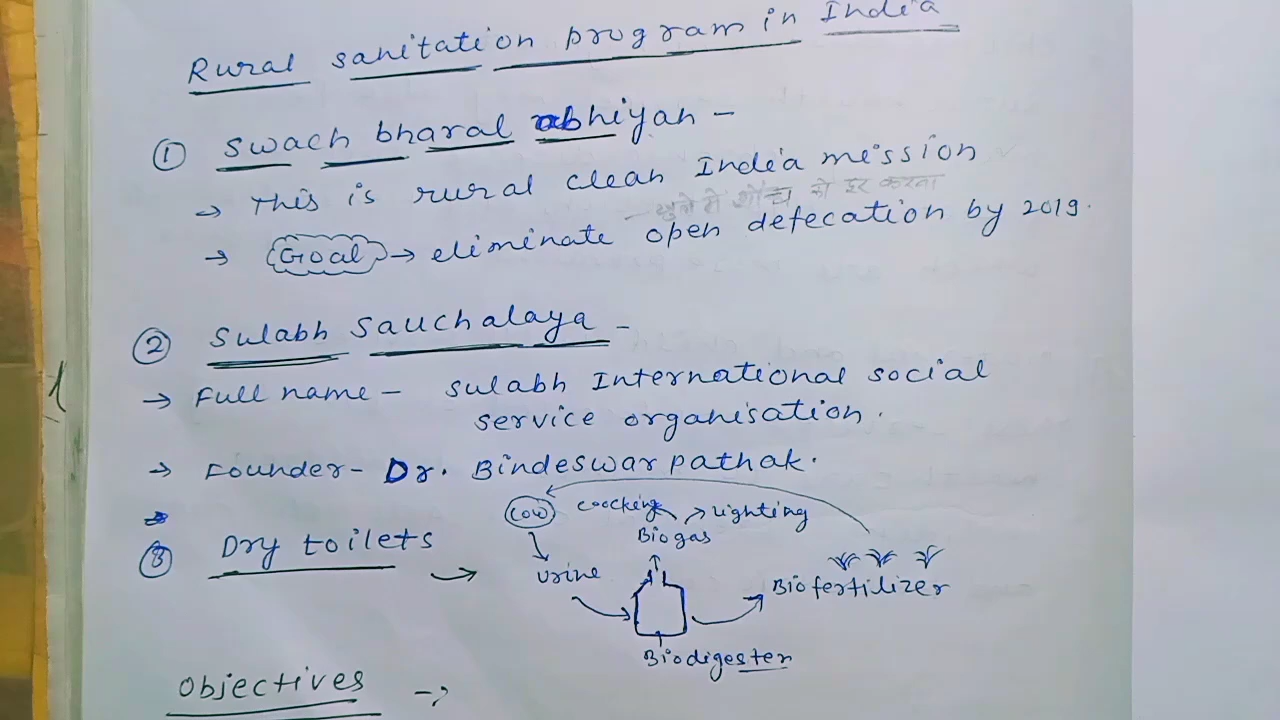 Rural sanitation program in India
① Swach bharal abhiyan -
→ This is rural clean India mission
- खुले में शौच को दूर करना
→ Goal → eliminate open defecation by 2019.
② Sulabh Sauchalaya -
→ Full name - Sulabh International social
service organisation.
→ Founder - Dr. Bindeswar pathak.
③ Dry toilets →
Cow
coocking
Lighting
Biogas
Urine
Biofertilizer
Biodigester
Objectives →